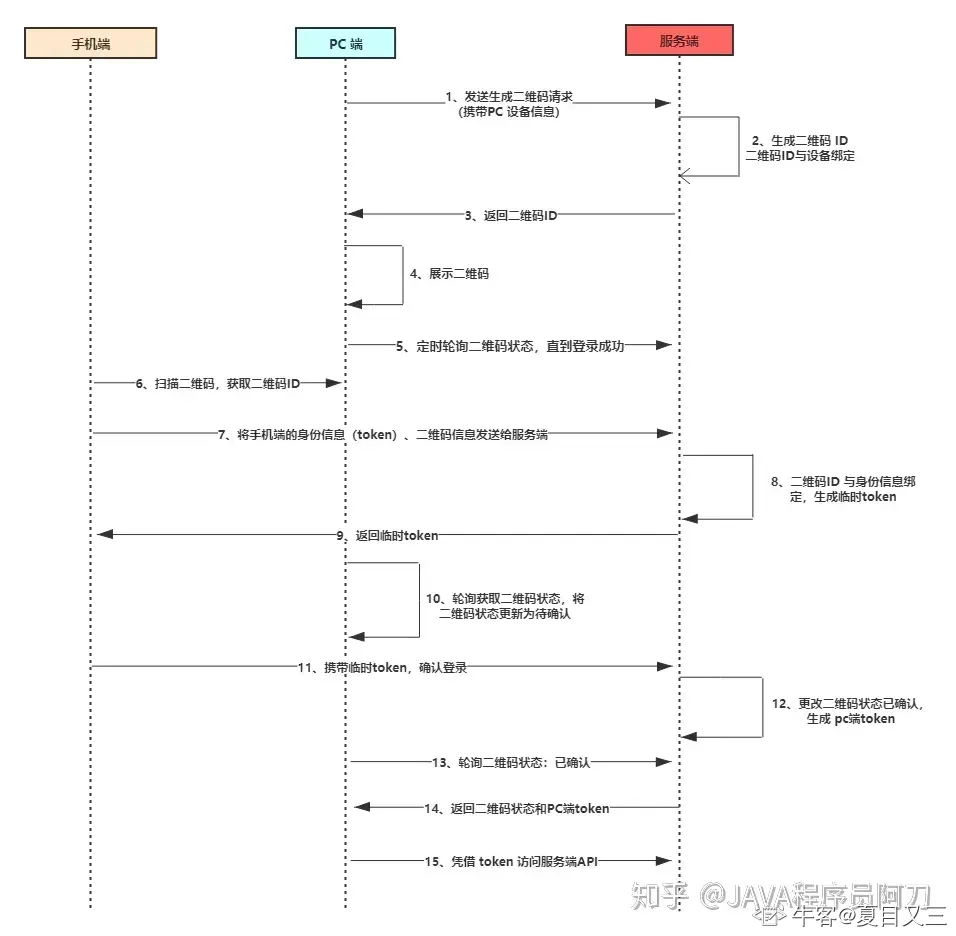 手机端
PC 端
服务端
1、发送生成二维码请求
(携带PC 设备信息)
2、生成二维码 ID
二维码ID与设备绑定
3、返回二维码ID
4、展示二维码
5、定时轮询二维码状态，直到登录成功
6、扫描二维码，获取二维码ID
7、将手机端的身份信息（token）、二维码信息发送给服务端
8、二维码ID 与身份信息绑
定，生成临时token
9、返回临时token
10、轮询获取二维码状态，将
二维码状态更新为待确认
11、携带临时token，确认登录
12、更改二维码状态已确认，
生成 pc端token
13、轮询二维码状态：已确认
14、返回二维码状态和PC端token
15、凭借 token 访问服务端API
知乎 @JAVA程序员阿刀
牛客@夏目又三